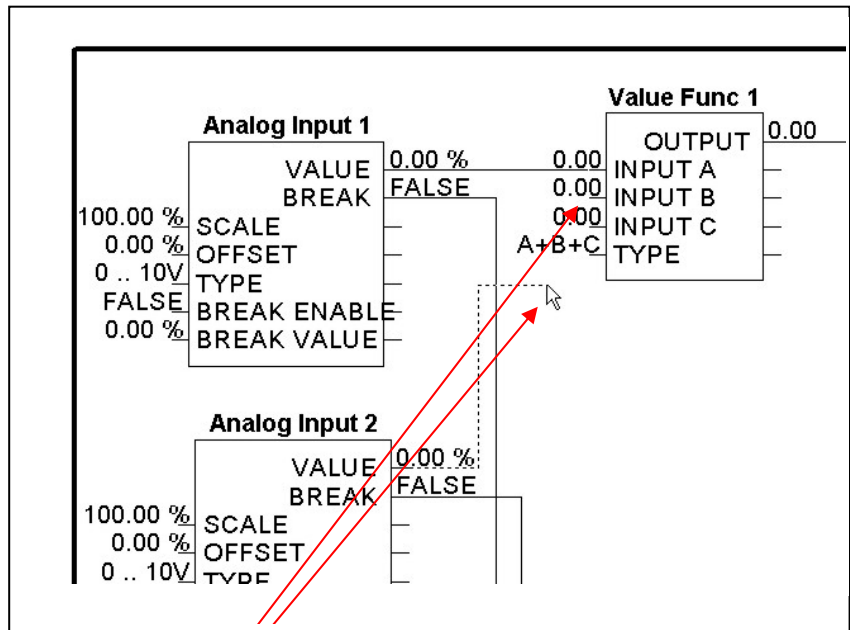 Value Func 1
OUTPUT 0.00
0.00 INPUT A
0.00 INPUT B
0.00 INPUT C
A+B+C TYPE
Analog Input 1
VALUE 0.00 %
BREAK FALSE
100.00 % SCALE
0.00 % OFFSET
0 .. 10V TYPE
FALSE BREAK ENABLE
0.00 % BREAK VALUE
Analog Input 2
VALUE 0.00 %
BREAK FALSE
100.00 % SCALE
0.00 % OFFSET
0 .. 10V TYPE